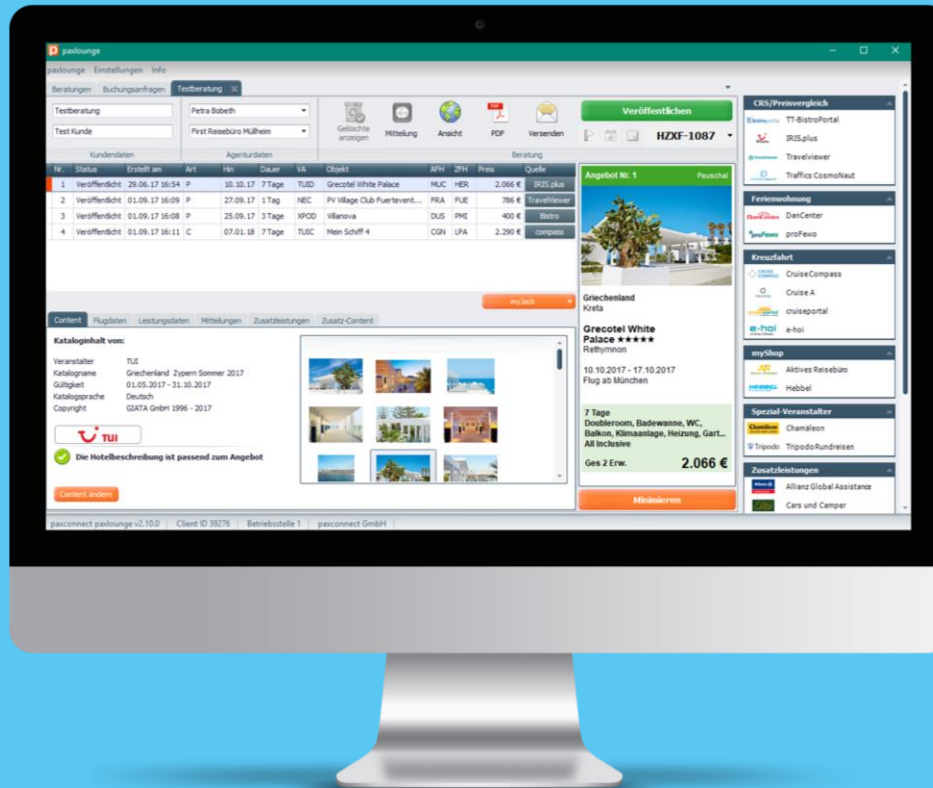 paxlounge
paxlounge Einstellungen Info
Beratungen Buchungsanfragen Testberatung
Testberatung
Petra Bobeth
Test Kunde
First Reisebüro Müllheim
Kundendaten
Agenturdaten
Gelöschte anzeigen
Mitteilung
Ansicht
PDF
Versenden
Beratung
Veröffentlichen
HZXF-1087
Nr. Status Erstellt am Art Hin Dauer VA Objekt AFH ZFH Preis Quelle
1 Veröffentlicht 29.06.17 16:54 P 10.10.17 7 Tage TUID Grecotel White Palace MUC HER 2.066 € IRIS.plus
2 Veröffentlicht 01.09.17 16:09 P 27.09.17 1 Tag NEC PV Village Club Fuertevent... FRA FUE 786 € TravelViewer
3 Veröffentlicht 01.09.17 16:08 P 25.09.17 3 Tage XPOD Villanova DUS PMI 400 € Bistro
4 Veröffentlicht 01.09.17 16:11 C 07.01.18 7 Tage TUIC Mein Schiff 4 CGN LPA 2.290 € compass
myJack
Content Flugdaten Leistungsdaten Mitteilungen Zusatzleistungen Zusatz-Content
Kataloginhalt von:
Veranstalter TUI
Katalogname Griechenland Zypern Sommer 2017
Gültigkeit 01.05.2017 - 31.10.2017
Katalogsprache Deutsch
Copyright GIATA GmbH 1996 - 2017
TUI
Die Hotelbeschreibung ist passend zum Angebot
Content ändern
Angebot Nr. 1 Pauschal
Griechenland
Kreta
Grecotel White
Palace ★★★★★
Rethymnon
10.10.2017 - 17.10.2017
Flug ab München
7 Tage
Doubleroom, Badewanne, WC,
Balkon, Klimaanlage, Heizung, Gart...
All Inclusive
Ges 2 Erw. 2.066 €
Minimieren
CRS/Preisvergleich
TT-BistroPortal
IRIS.plus
Travelviewer
Traffics CosmoNaut
Ferienwohnung
DanCenter DanCenter
proFewo proFewo
Kreuzfahrt
CruiseCompass
Cruise A
cruiseportal
e-hoi e-hoi
myShop
Aktives Reisebüro
HEBBEL Hebbel
Spezial-Veranstalter
Chamäleon Chamäleon
Tripodo TripodoRundreisen
Zusatzleistungen
Allianz Global Assistance
Cars und Camper
paxconnect paxlounge v2.10.0 Client ID 39276 Betriebsstelle 1 paxconnect GmbH